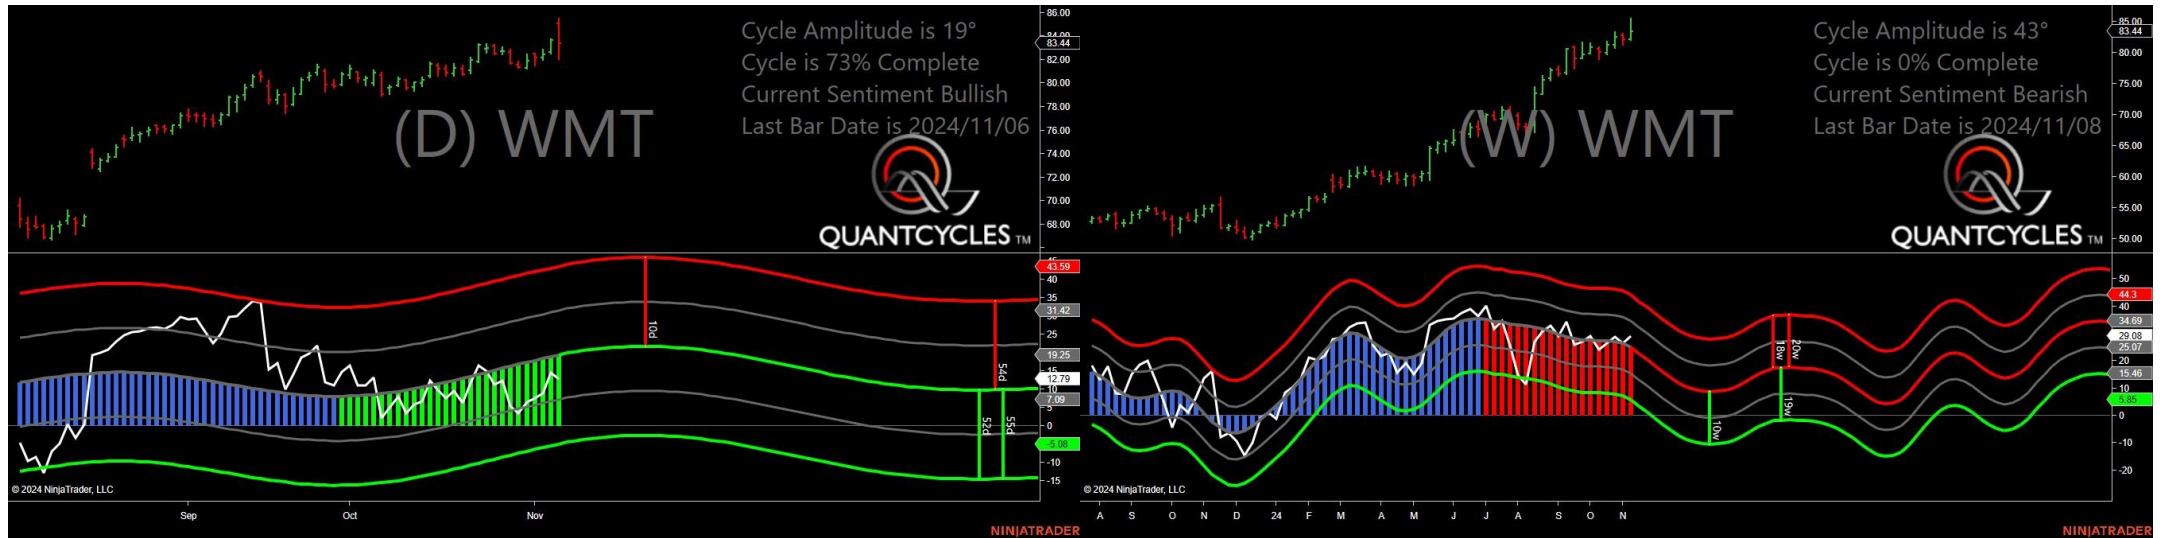 Cycle Amplitude is 19°
Cycle is 73% Complete
Current Sentiment Bullish
Last Bar Date is 2024/11/06
(D) WMT
QUANTCYCLES TM
86.00
84.00
83.44
82.00
80.00
78.00
76.00
74.00
72.00
70.00
68.00
10d
54d
52d
55d
45
43.59
40
35
31.42
25
19.25
15
12.79
10
7.09
5
0
-5.08
-10
-15
© 2024 NinjaTrader, LLC
Sep
Oct
Nov
NINJATRADER
Cycle Amplitude is 43°
Cycle is 0% Complete
Current Sentiment Bearish
Last Bar Date is 2024/11/08
(W) WMT
QUANTCYCLES TM
85.00
83.44
80.00
75.00
70.00
65.00
60.00
55.00
50.00
18w
20w
19w
10w
50
44.3
40
34.69
29.08
25.07
20
15.46
10
5.85
0
-10
-20
© 2024 NinjaTrader, LLC
A
S
O
N
D
24
F
M
A
M
J
J
A
S
O
N
NINJATRADER